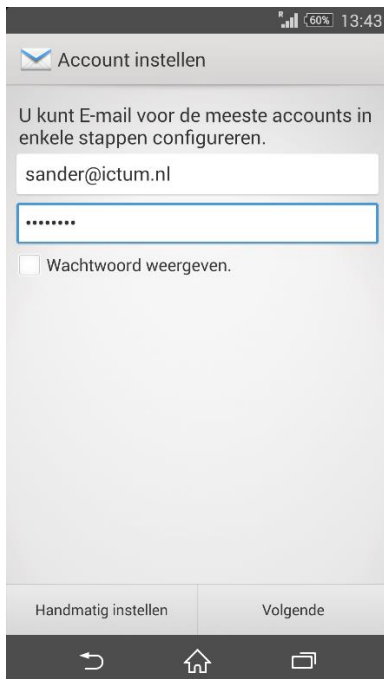 R 60% 13:43
Account instellen
U kunt E-mail voor de meeste accounts in
enkele stappen configureren.
sander@ictum.nl
••••••••
Wachtwoord weergeven.
Handmatig instellen Volgende